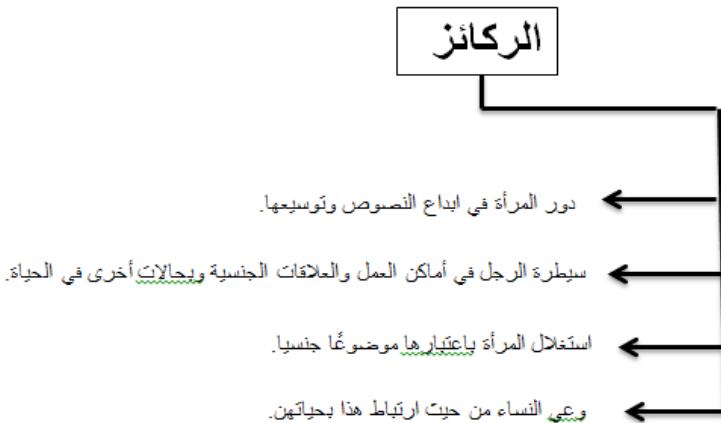 الركائز
دور المرأة في ابداع النصوص وتوسيعها.
سيطرة الرجل في أماكن العمل والعلاقات الجنسية وبحالات أخرى في الحياة.
استغلال المرأة باعتبارها موضوعًا جنسيا.
وعي النساء من حيث ارتباط هذا بحياتهن.